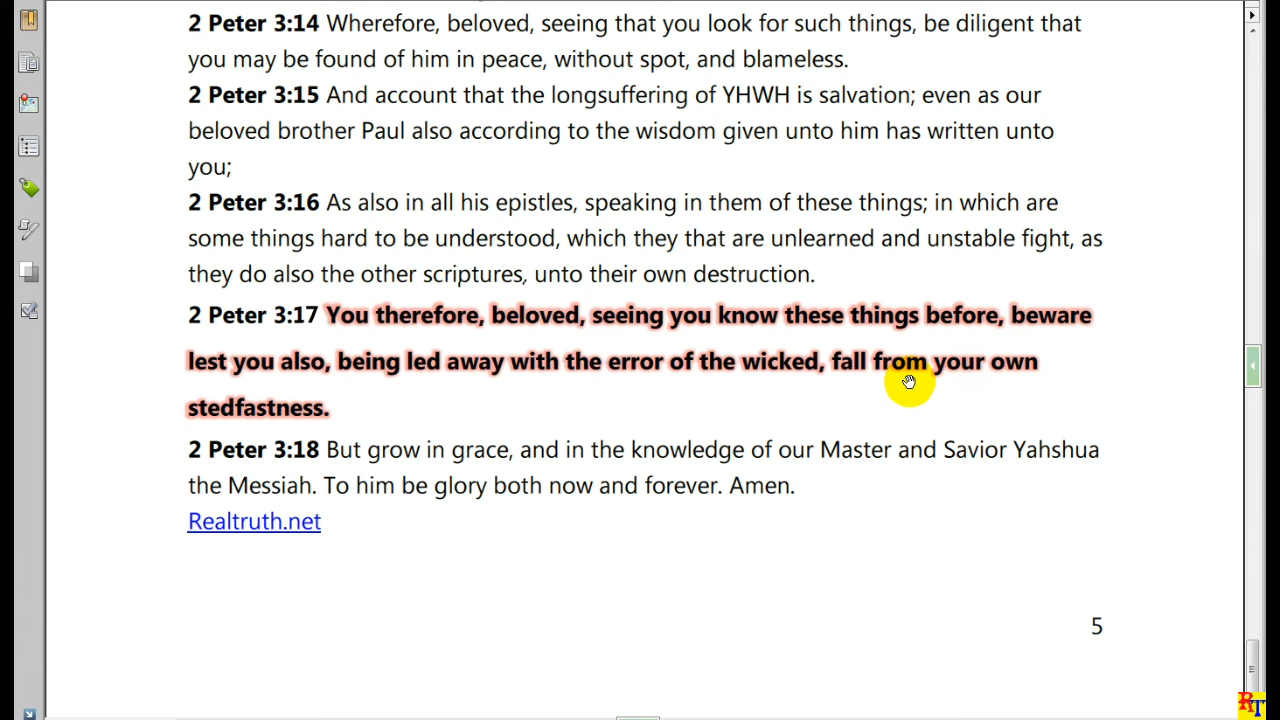 2 Peter 3:14 Wherefore, beloved, seeing that you look for such things, be diligent that
you may be found of him in peace, without spot, and blameless.
2 Peter 3:15 And account that the longsuffering of YHWH is salvation; even as our
beloved brother Paul also according to the wisdom given unto him has written unto
you;
2 Peter 3:16 As also in all his epistles, speaking in them of these things; in which are
some things hard to be understood, which they that are unlearned and unstable fight, as
they do also the other scriptures, unto their own destruction.
2 Peter 3:17 You therefore, beloved, seeing you know these things before, beware
lest you also, being led away with the error of the wicked, fall from your own
stedfastness.
2 Peter 3:18 But grow in grace, and in the knowledge of our Master and Savior Yahshua
the Messiah. To him be glory both now and forever. Amen.
Realtruth.net
5
RT